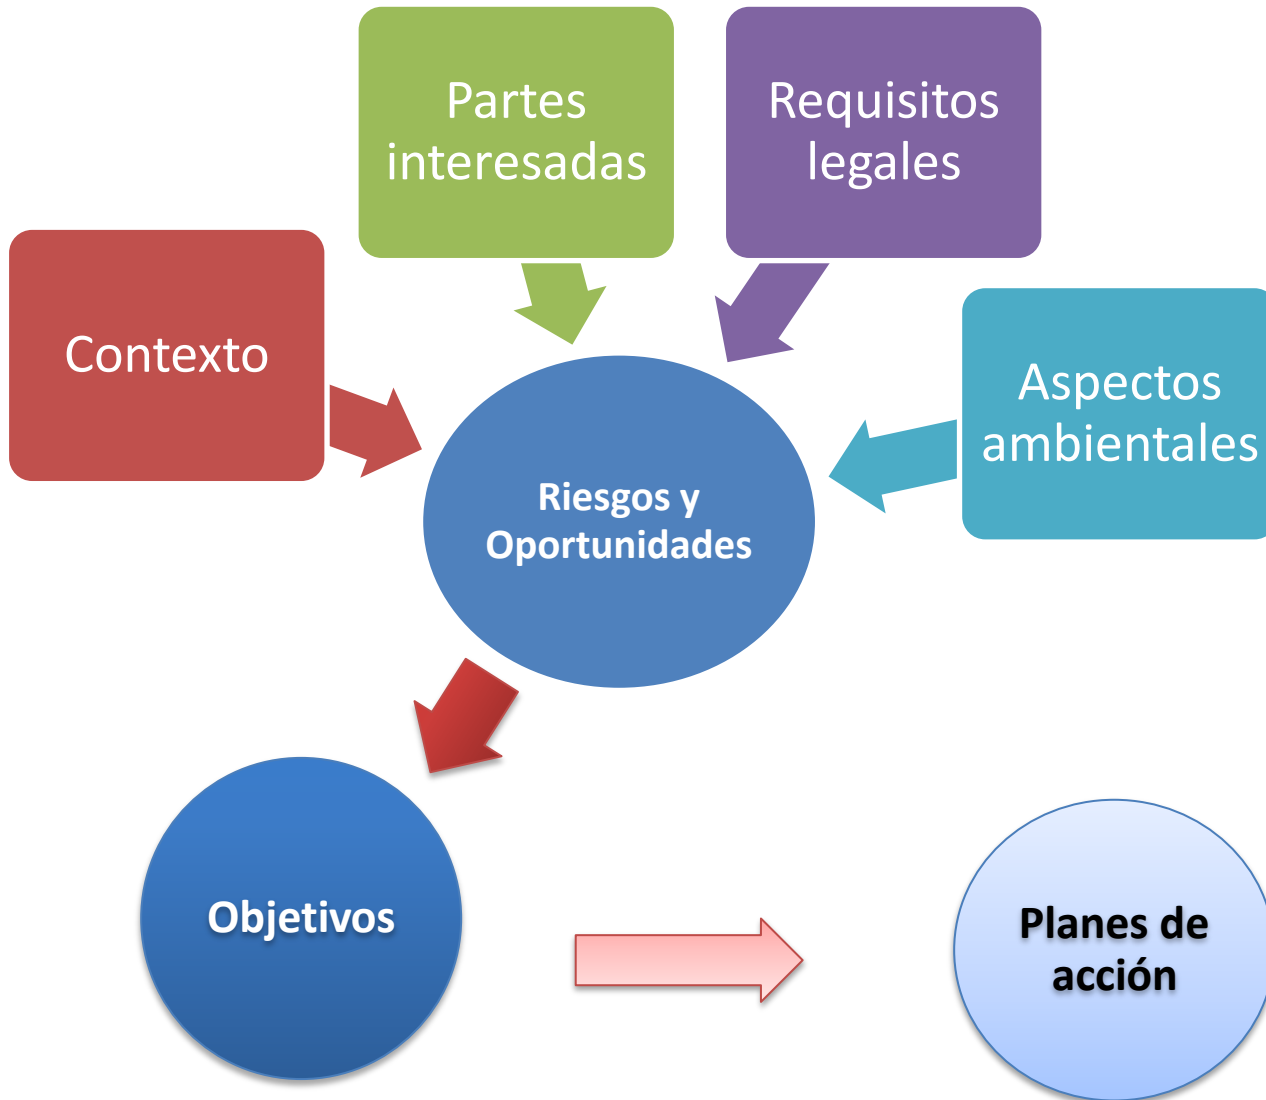 Partes
interesadas
Requisitos
legales
Contexto
Aspectos
ambientales
Riesgos y
Oportunidades
Objetivos
Planes de
acción